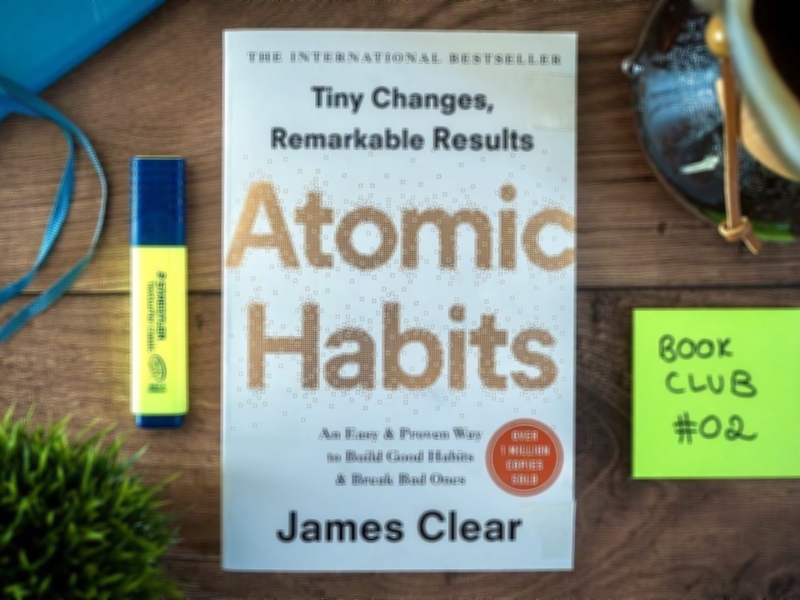 THE INTERNATIONAL BESTSELLER
Tiny Changes,
Remarkable Results
Atomic
Habits
An Easy & Proven Way
to Build Good Habits
& Break Bad Ones
OVER
1 MILLION
COPIES
SOLD
James Clear
STAEDTLER
BOOK
CLUB
#02